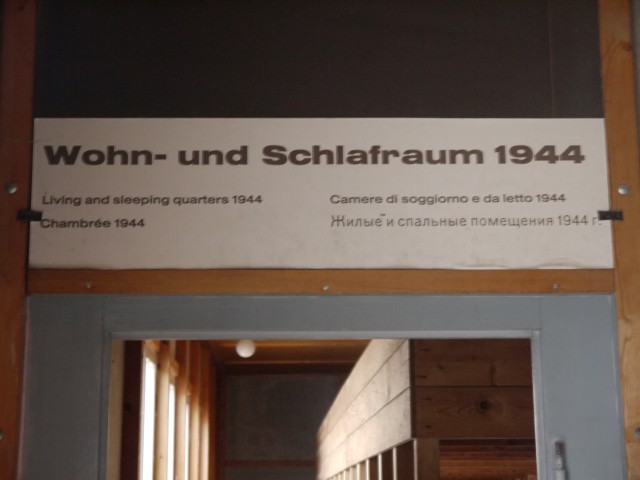 Wohn- und Schlafraum 1944
Living and sleeping quarters 1944
Chambrée 1944
Camere di soggiorno e da letto 1944
Жилые и спальные помещения 1944 г.